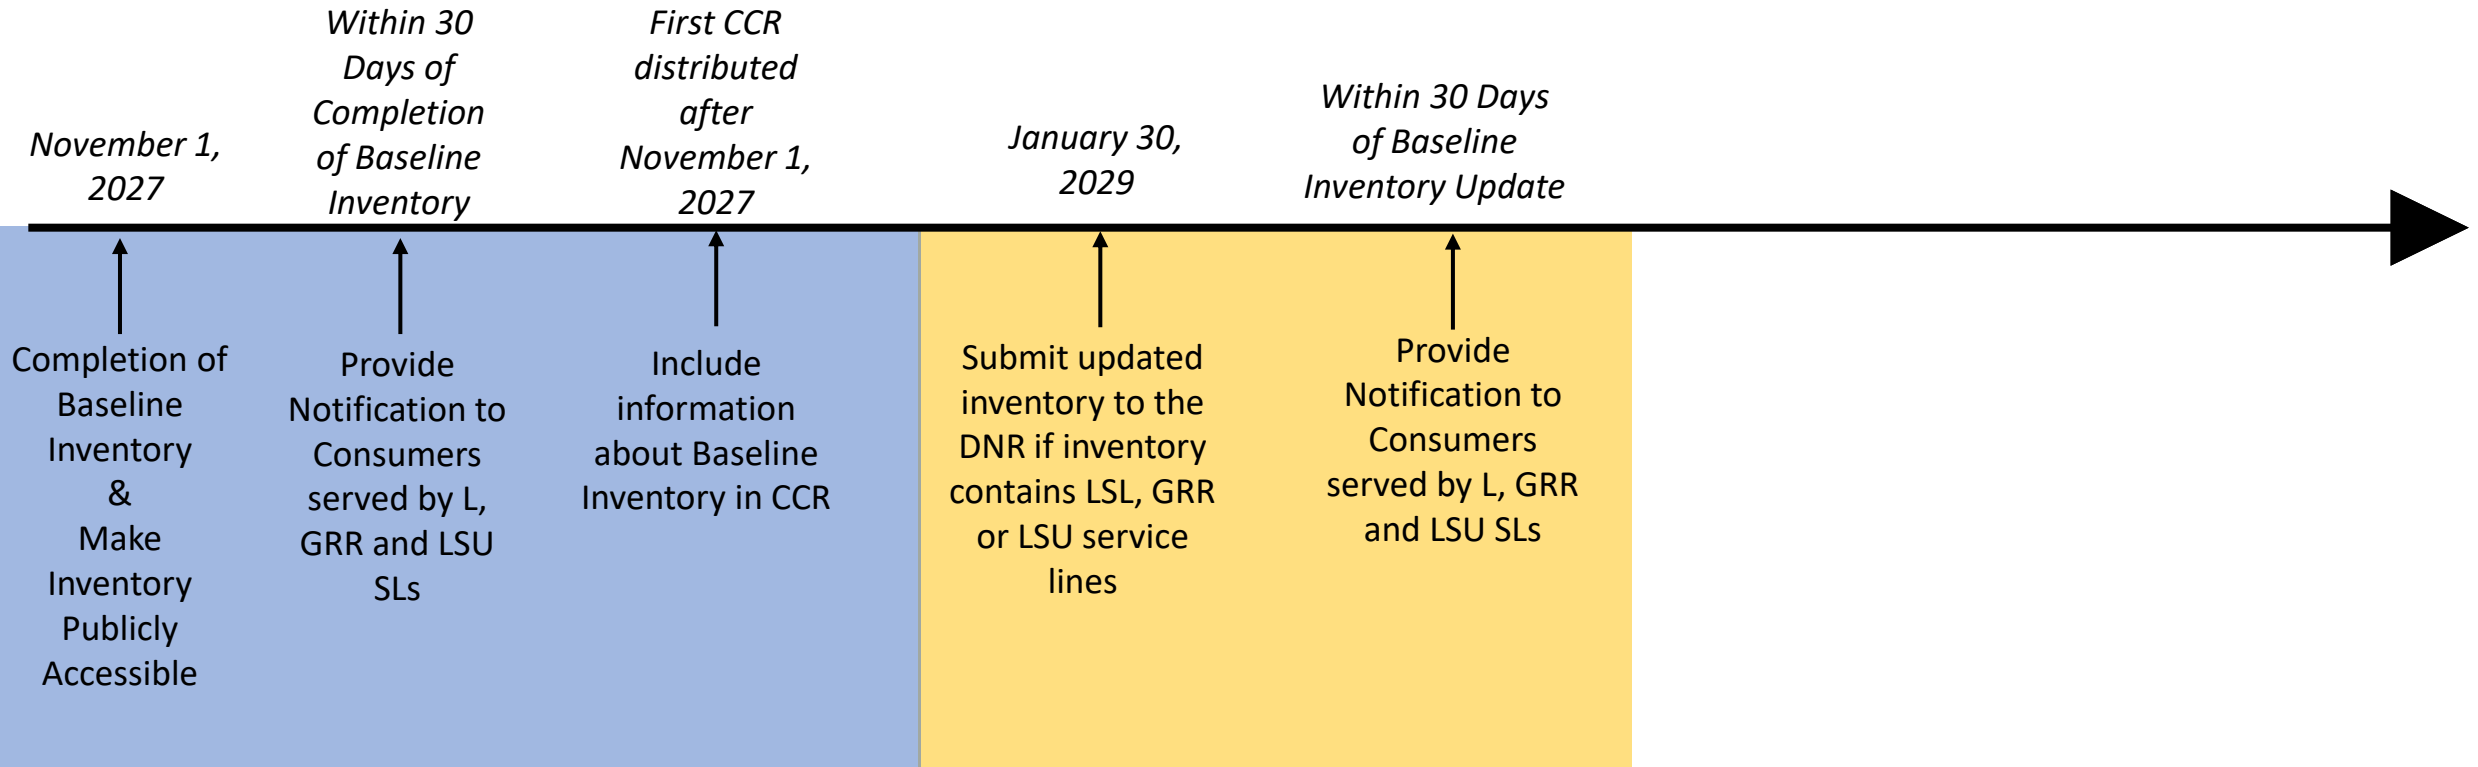 November 1,
2027
Within 30
Days of
Completion
of Baseline
Inventory
First CCR
distributed
after
November 1,
2027
January 30,
2029
Within 30 Days
of Baseline
Inventory Update
Completion of
Baseline
Inventory
&
Make
Inventory
Publicly
Accessible
Provide
Notification to
Consumers
served by L,
GRR and LSU
SLs
Include
information
about Baseline
Inventory in CCR
Submit updated
inventory to the
DNR if inventory
contains LSL, GRR
or LSU service
lines
Provide
Notification to
Consumers
served by L, GRR
and LSU SLs